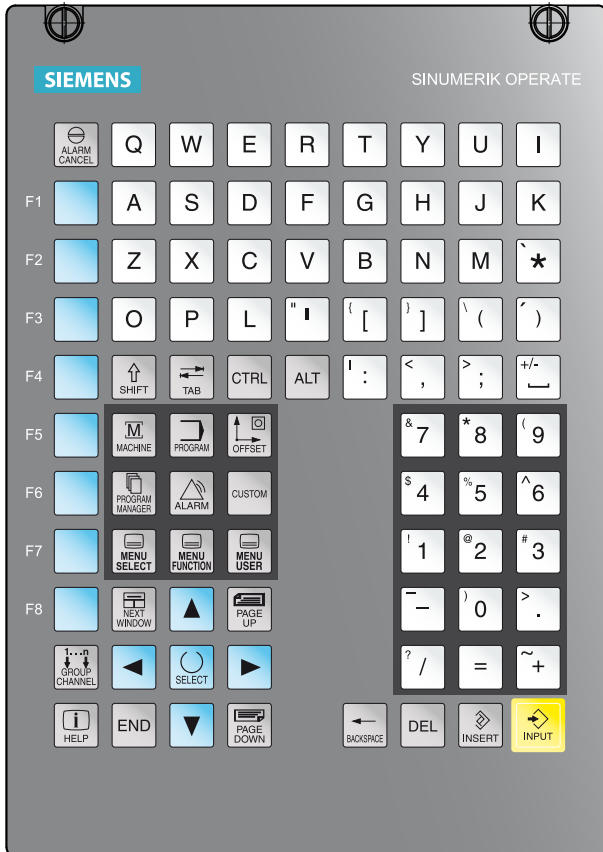 SIEMENS SINUMERIK OPERATE
ALARM CANCEL Q W E R T Y U I
F1 A S D F G H J K
F2 Z X C V B N M ` *
F3 O P L " ' { [ } ] \ ( ´ )
F4 SHIFT TAB CTRL ALT | : < , > ; +/-
F5 M MACHINE PROGRAM OFFSET & 7 * 8 ( 9
F6 PROGRAM MANAGER ALARM CUSTOM $ 4 % 5 ^ 6
F7 MENU SELECT MENU FUNCTION MENU USER ! 1 @ 2 # 3
F8 NEXT WINDOW PAGE UP _ − ) 0 > .
1...n GROUP CHANNEL SELECT ? / = ~ +
i HELP END PAGE DOWN BACKSPACE DEL INSERT INPUT